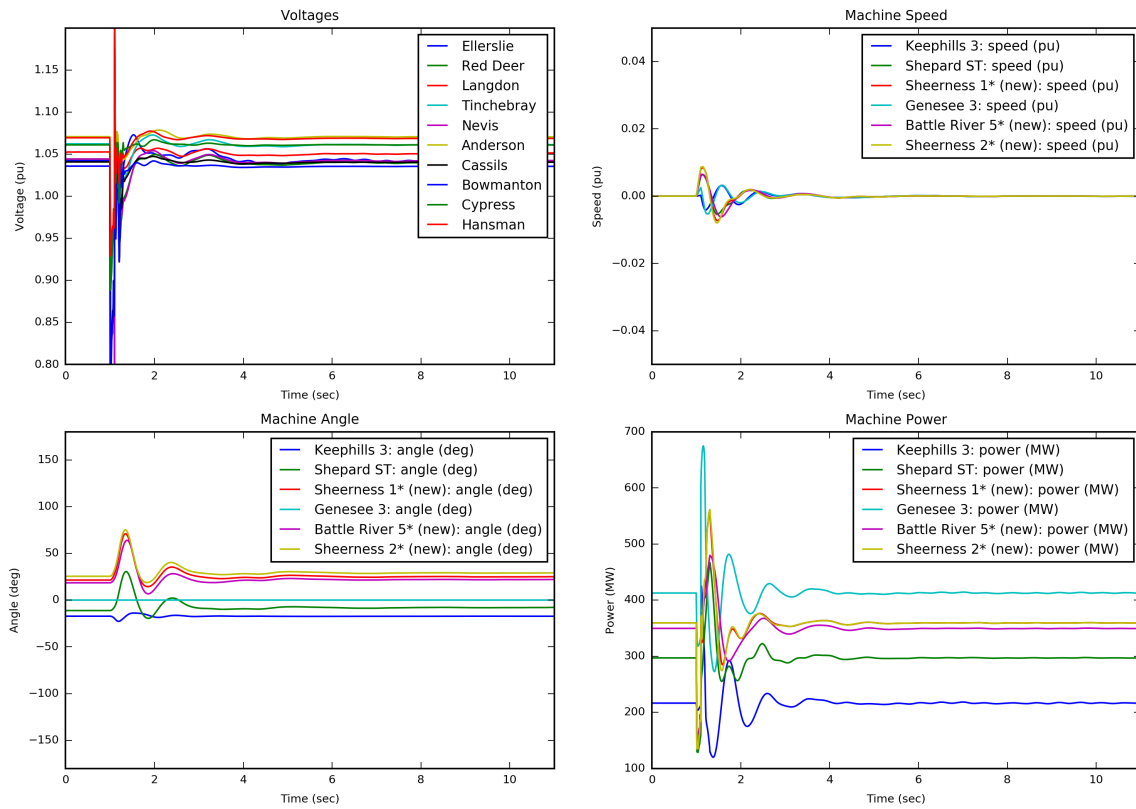 Voltages
Voltage (pu)
1.15
1.10
1.05
1.00
0.95
0.90
0.85
0.80
0 2 4 6 8 10
Time (sec)
Ellerslie
Red Deer
Langdon
Tinchebray
Nevis
Anderson
Cassils
Bowmanton
Cypress
Hansman
Machine Speed
Speed (pu)
0.04
0.02
0.00
−0.02
−0.04
0 2 4 6 8 10
Time (sec)
Keephills 3: speed (pu)
Shepard ST: speed (pu)
Sheerness 1* (new): speed (pu)
Genesee 3: speed (pu)
Battle River 5* (new): speed (pu)
Sheerness 2* (new): speed (pu)
Machine Angle
Angle (deg)
150
100
50
0
−50
−100
−150
0 2 4 6 8 10
Time (sec)
Keephills 3: angle (deg)
Shepard ST: angle (deg)
Sheerness 1* (new): angle (deg)
Genesee 3: angle (deg)
Battle River 5* (new): angle (deg)
Sheerness 2* (new): angle (deg)
Machine Power
Power (MW)
700
600
500
400
300
200
100
0 2 4 6 8 10
Time (sec)
Keephills 3: power (MW)
Shepard ST: power (MW)
Sheerness 1* (new): power (MW)
Genesee 3: power (MW)
Battle River 5* (new): power (MW)
Sheerness 2* (new): power (MW)